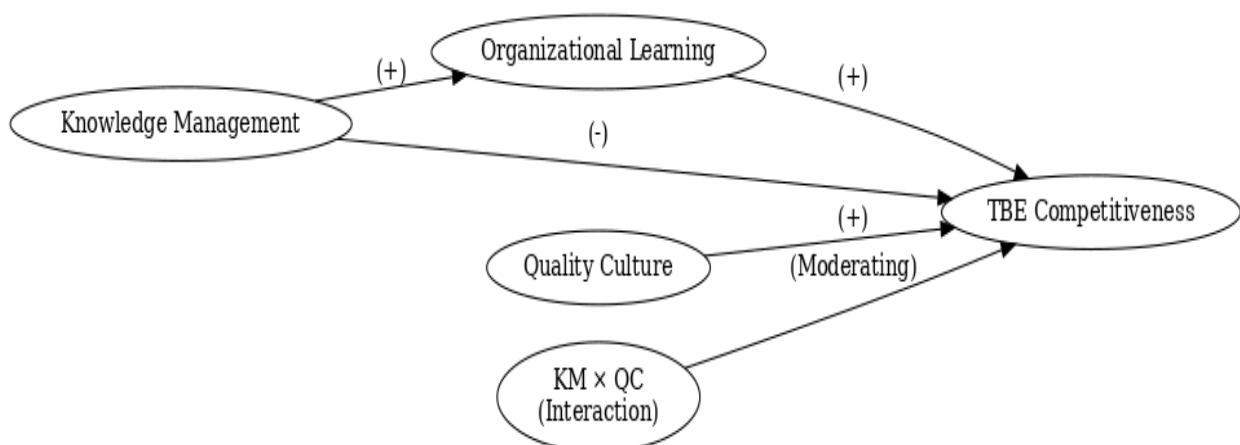 Organizational Learning
(+)
(+)
Knowledge Management
(-)
TBE Competitiveness
(+)
Quality Culture
(Moderating)
KM × QC
(Interaction)